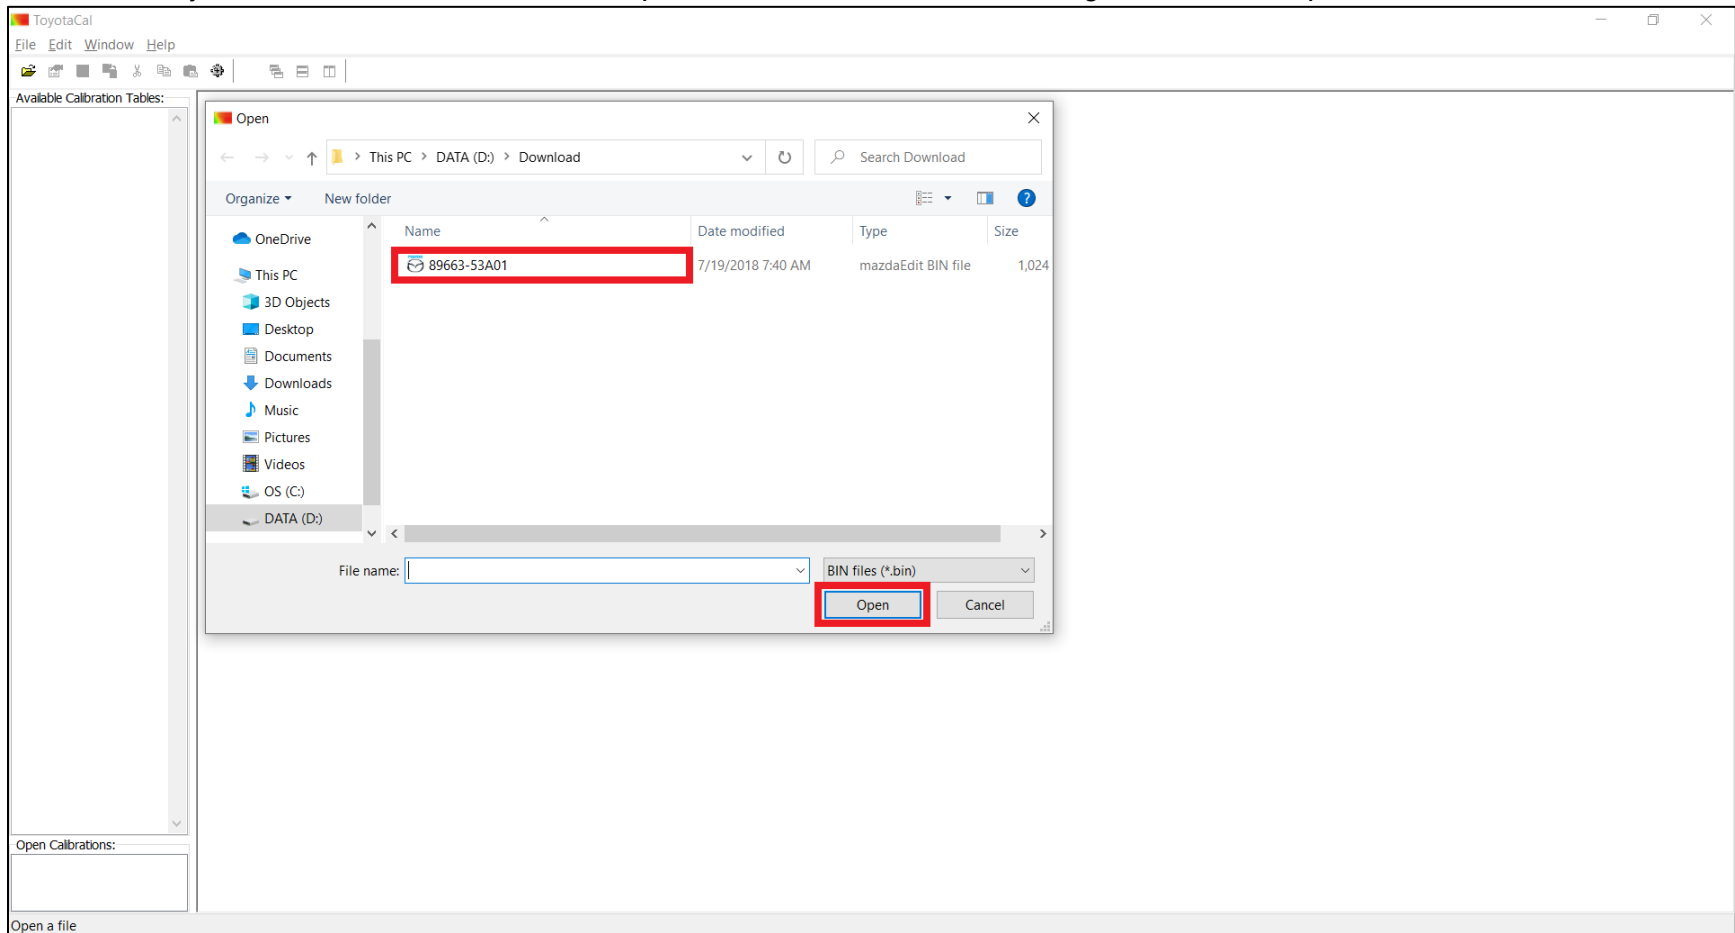 ToyotaCal
File Edit Window Help
Available Calibration Tables:
Open
This PC > DATA (D:) > Download
Search Download
Organize New folder
Name Date modified Type Size
OneDrive
89663-53A01 7/19/2018 7:40 AM mazdaEdit BIN file 1,024
This PC
3D Objects
Desktop
Documents
Downloads
Music
Pictures
Videos
OS (C:)
DATA (D:)
File name: BIN files (*.bin)
Open Cancel
Open Calibrations:
Open a file